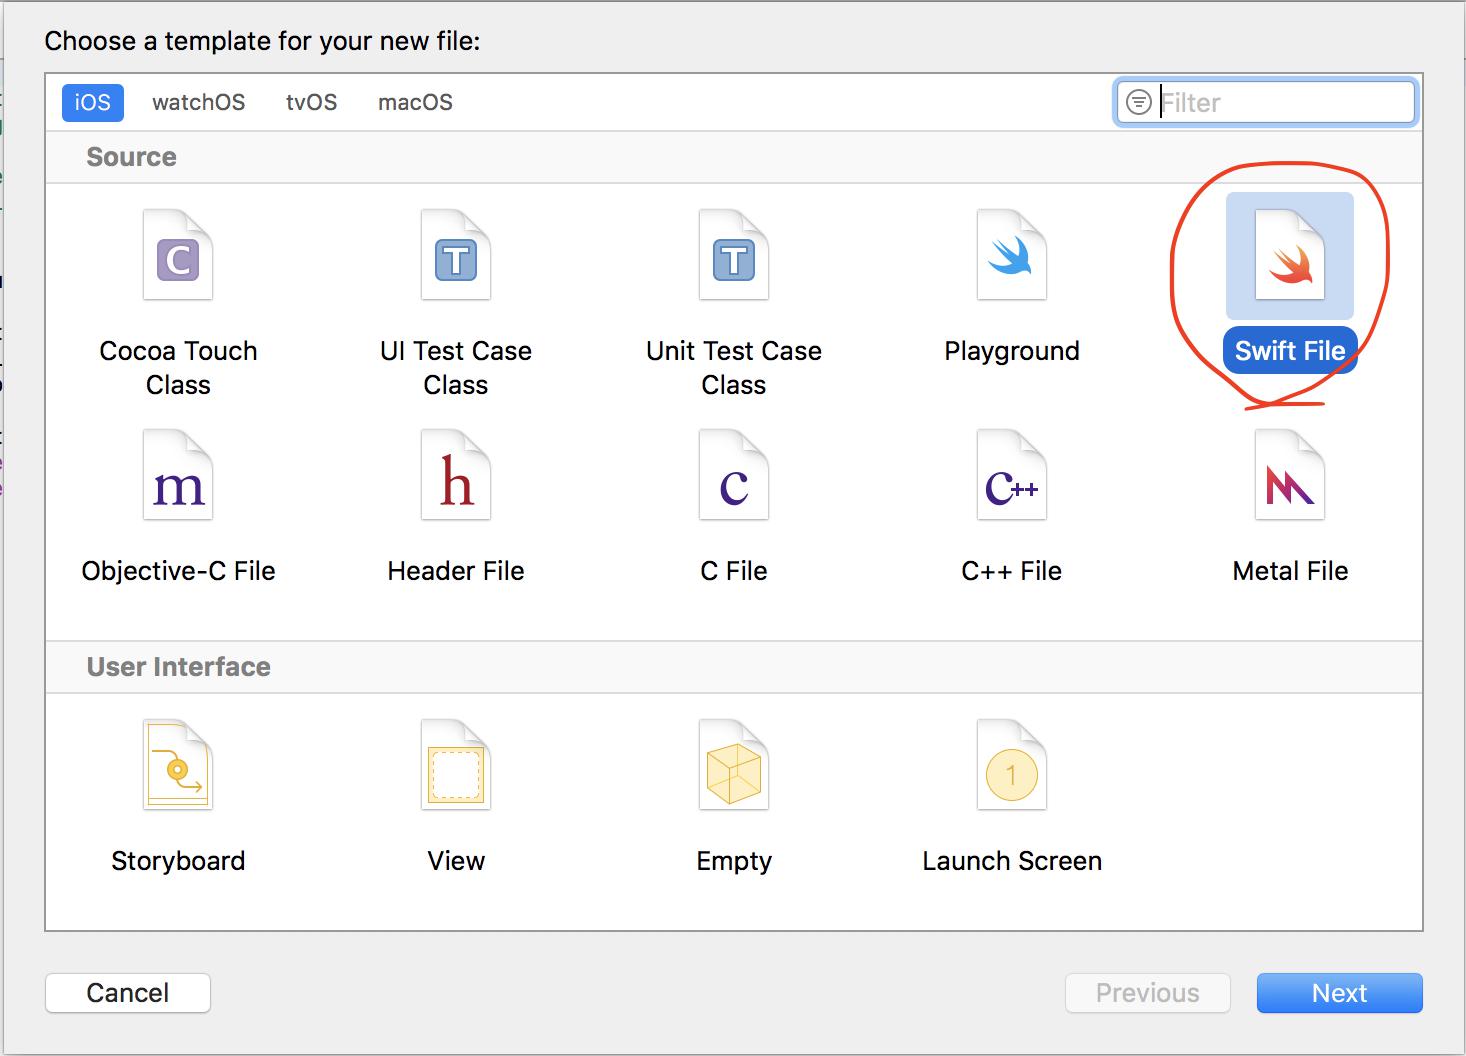 Choose a template for your new file:
iOS watchOS tvOS macOS Filter
Source
C T T
Cocoa Touch Class
UI Test Case Class
Unit Test Case Class
Playground
Swift File
m h c c++
Objective-C File Header File C File C++ File Metal File
User Interface
1
Storyboard View Empty Launch Screen
Cancel Previous Next